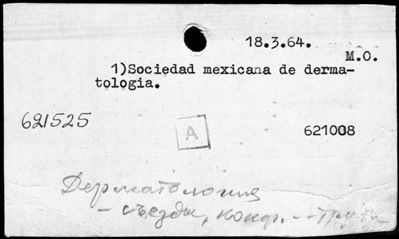 18.3.64.
M.O.
1)Sociedad mexicana de derma-
tologia.
621525
A
621008
Дерматология
– съезды, конф. –